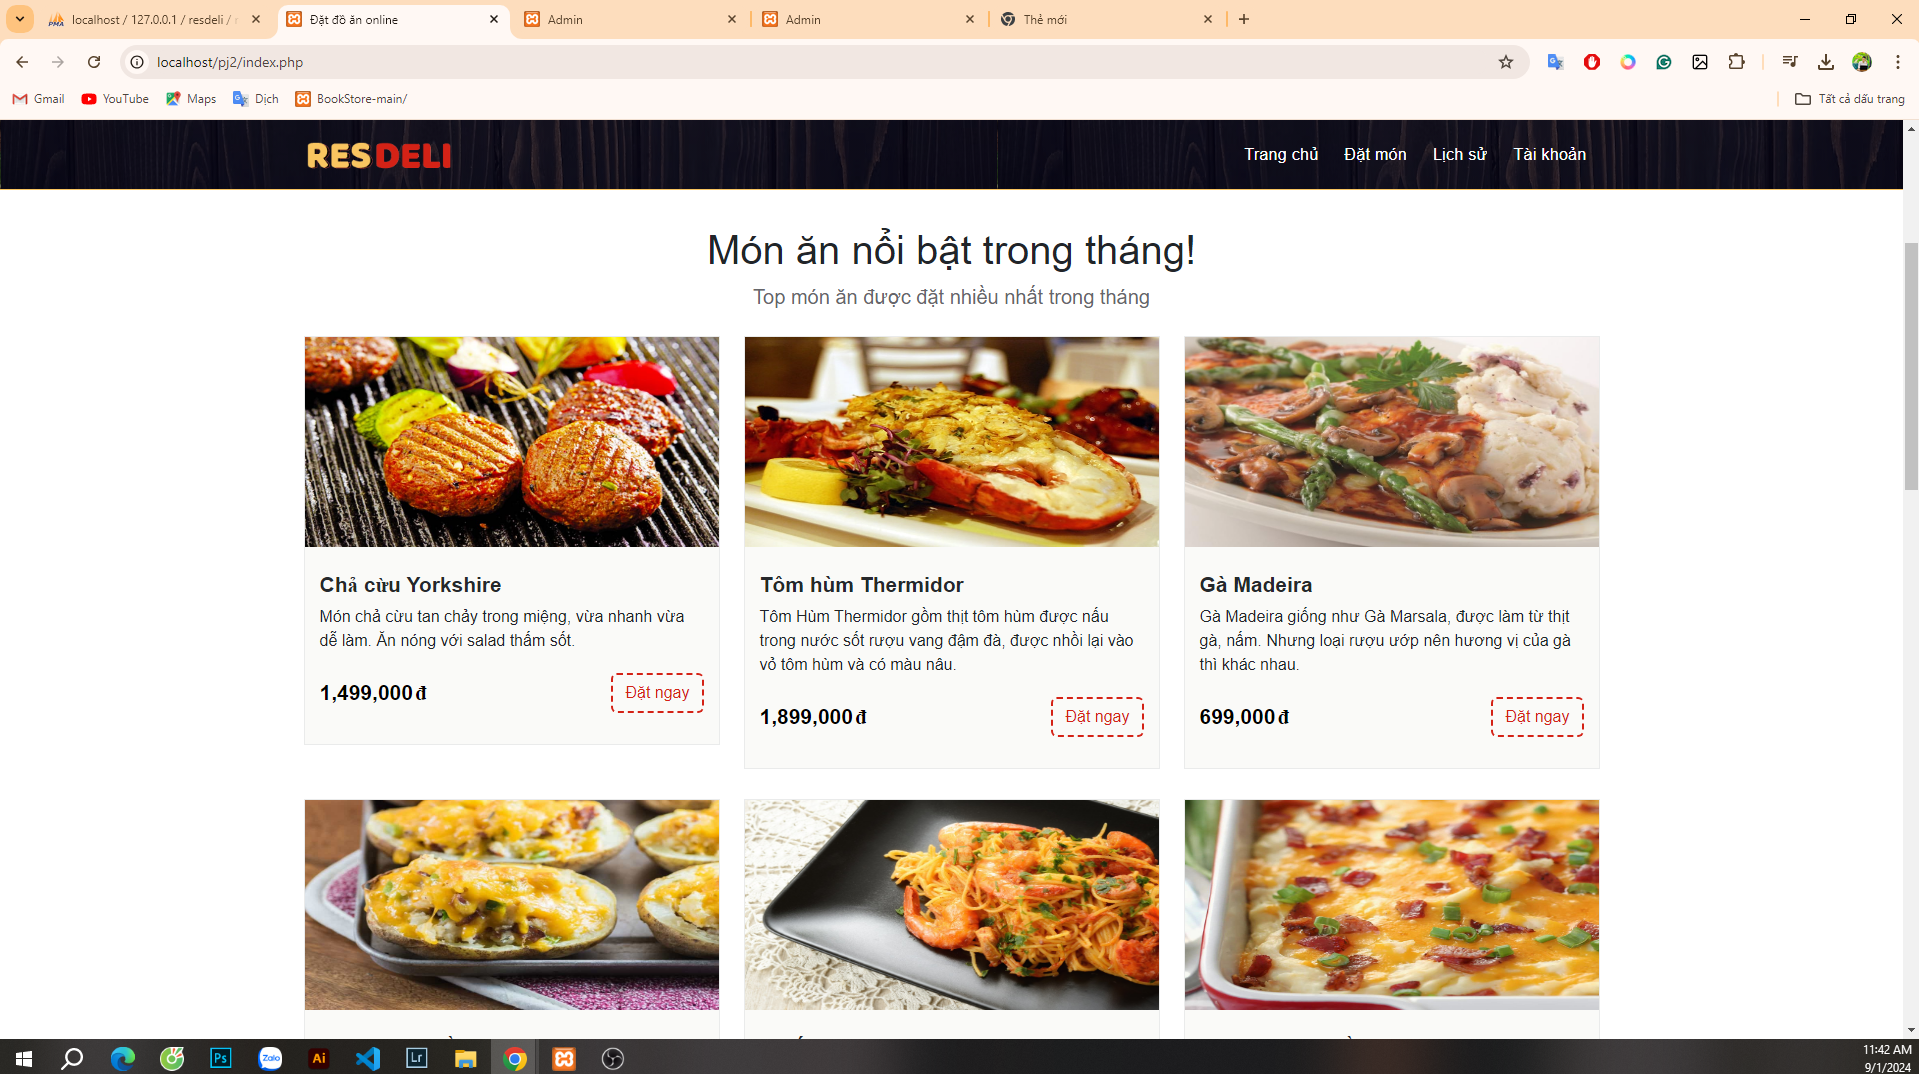 localhost / 127.0.0.1 / resdeli /
Đặt đồ ăn online
Admin
Admin
Thẻ mới
localhost/pj2/index.php
Gmail
YouTube
Maps
Dịch
BookStore-main/
Tất cả dấu trang
RES DELI
Trang chủ
Đặt món
Lịch sử
Tài khoản
Món ăn nổi bật trong tháng!
Top món ăn được đặt nhiều nhất trong tháng
Chả cừu Yorkshire
Món chả cừu tan chảy trong miệng, vừa nhanh vừa
dễ làm. Ăn nóng với salad thấm sốt.
1,499,000đ
Đặt ngay
Tôm hùm Thermidor
Tôm Hùm Thermidor gồm thịt tôm hùm được nấu
trong nước sốt rượu vang đậm đà, được nhồi lại vào
vỏ tôm hùm và có màu nâu.
1,899,000đ
Đặt ngay
Gà Madeira
Gà Madeira giống như Gà Marsala, được làm từ thịt
gà, nấm. Nhưng loại rượu ướp nên hương vị của gà
thì khác nhau.
699,000đ
Đặt ngay
Ps
Zalo
Ai
Lr
11:42 AM
9/1/2024